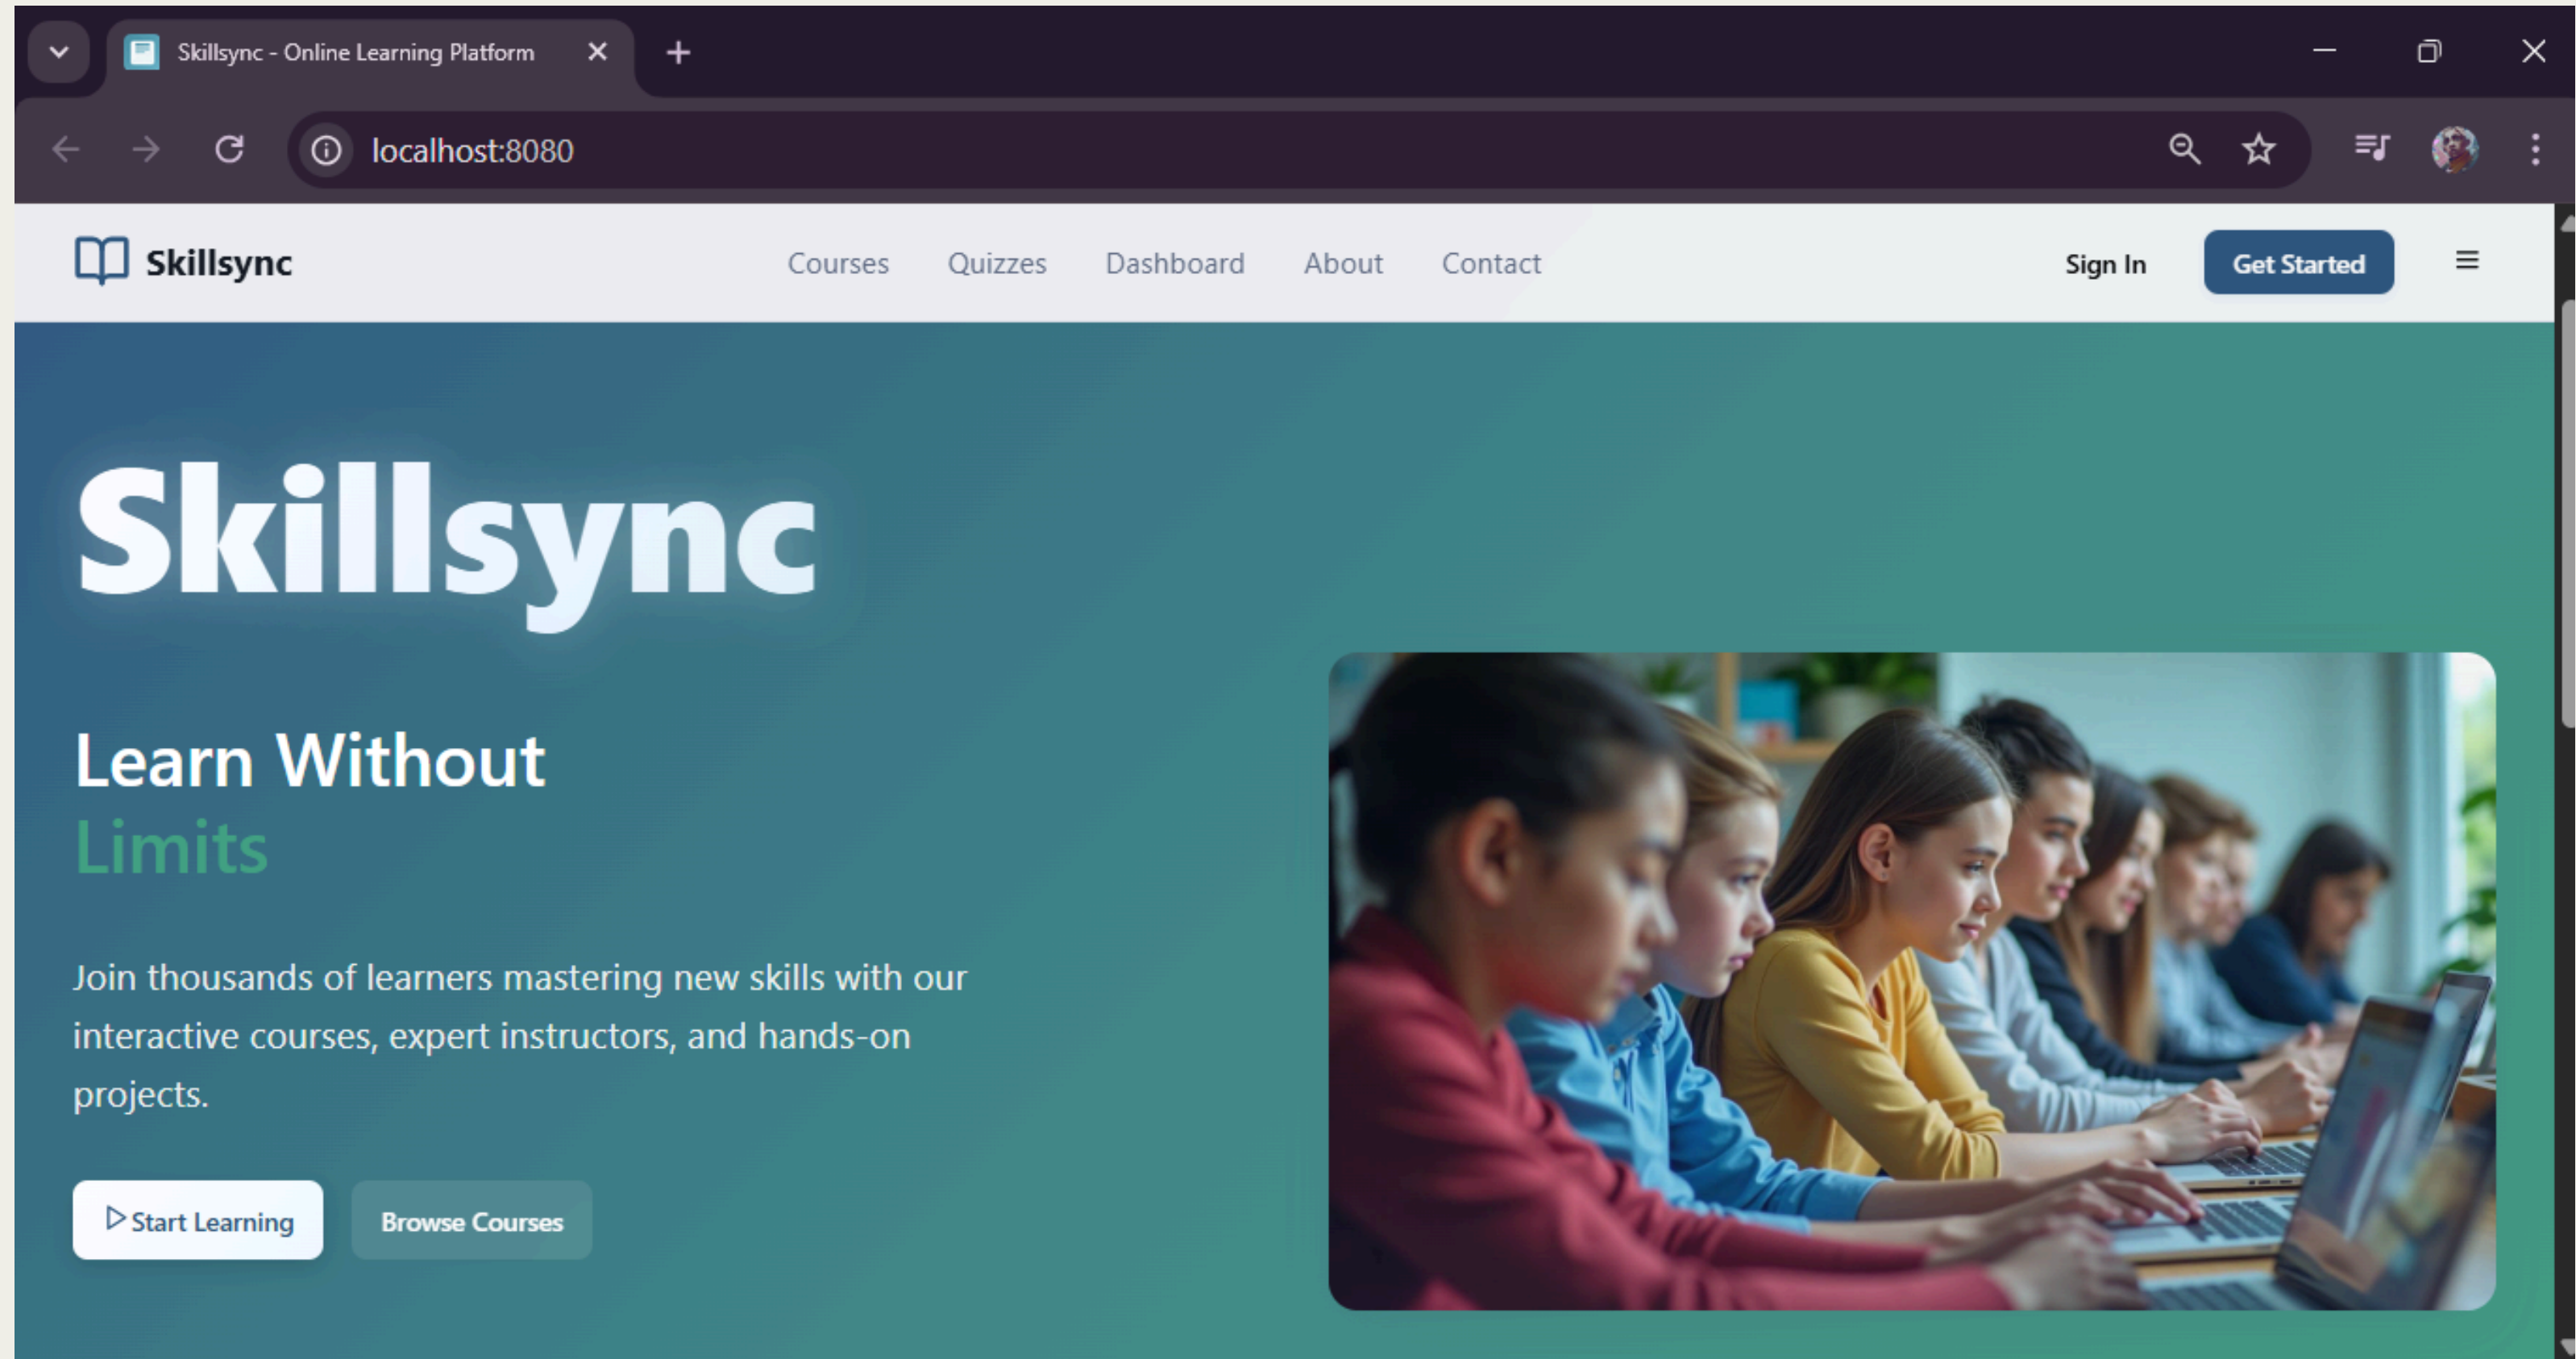 Skillsync - Online Learning Platform
localhost:8080
Skillsync
Courses Quizzes Dashboard About Contact
Sign In Get Started
Skillsync
Learn Without
Limits
Join thousands of learners mastering new skills with our
interactive courses, expert instructors, and hands-on
projects.
Start Learning Browse Courses